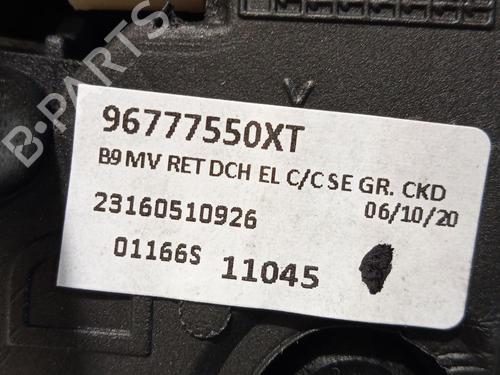 B-PARTS
96777550XT
B9 MV RET DCH EL C/C SE GR. CKD
23160510926 06/10/20
01166S 11045